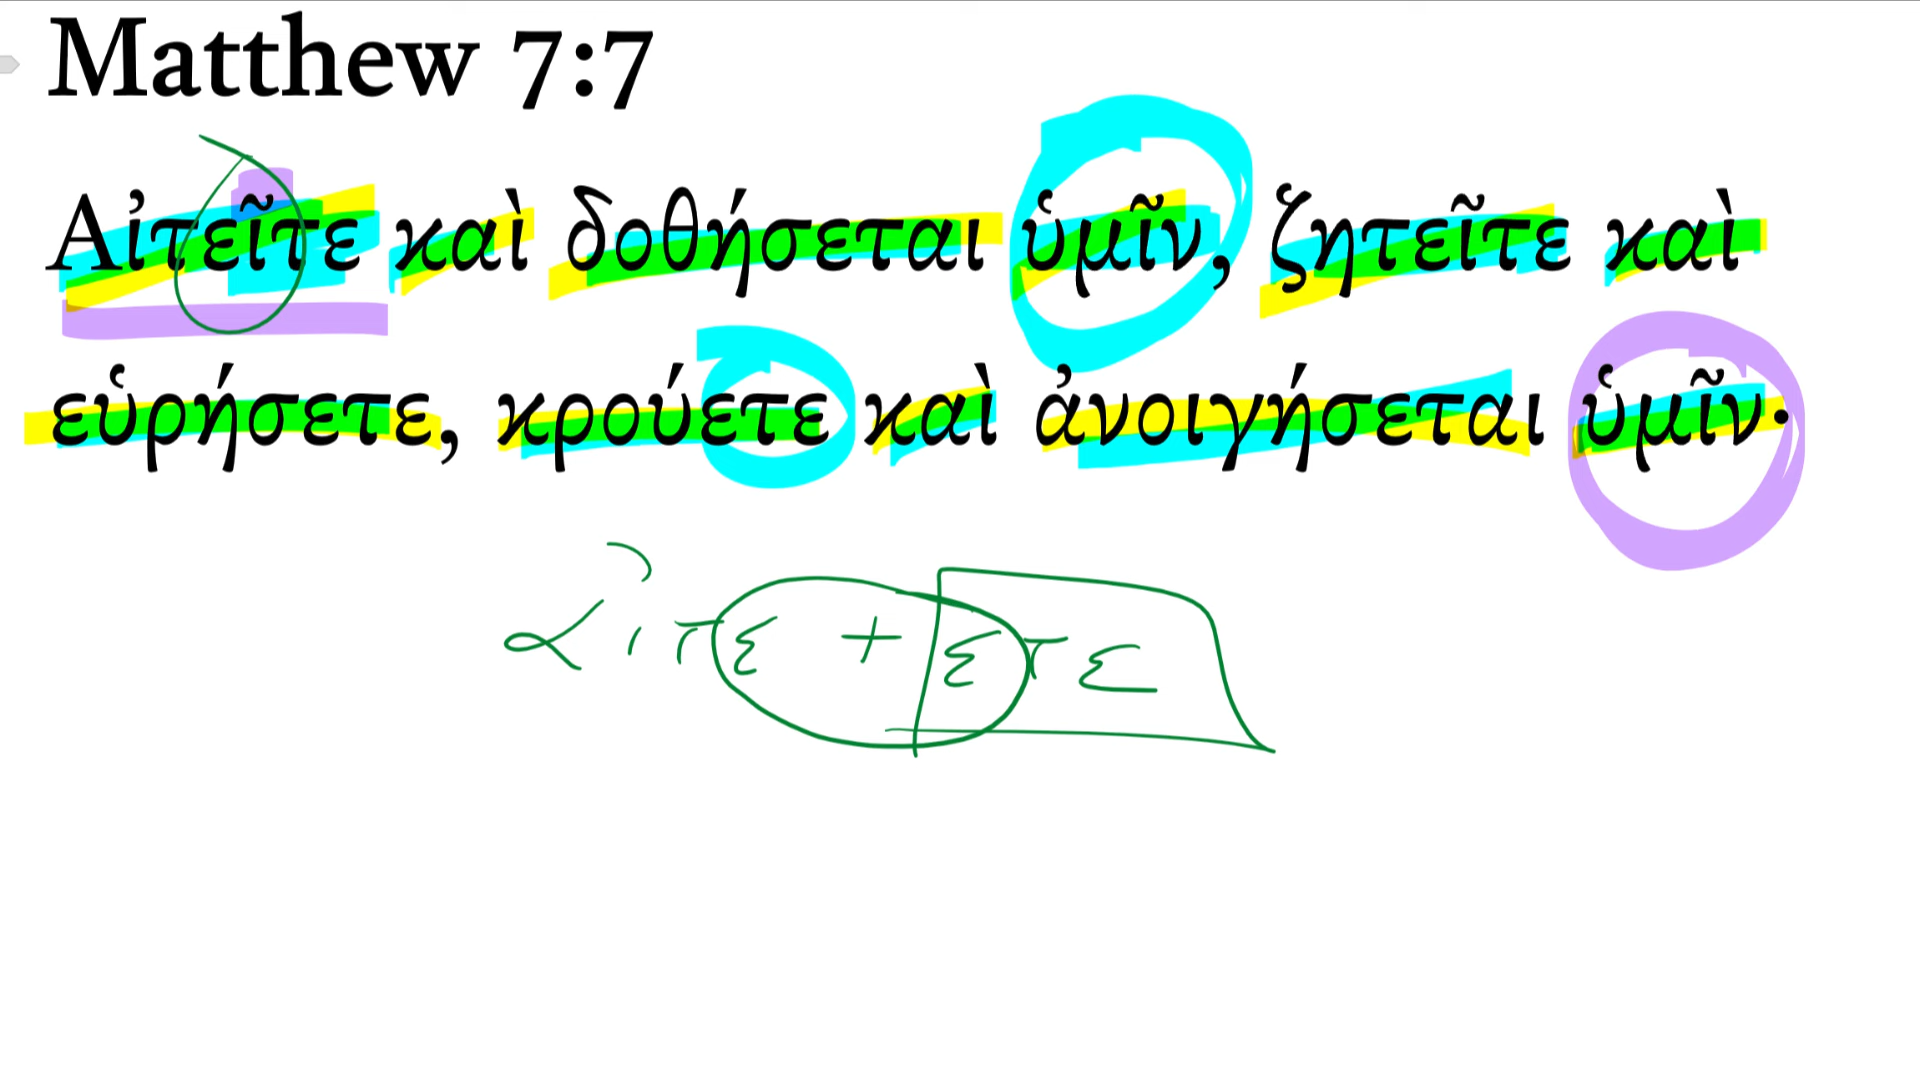 Matthew 7:7
Αἰτεῖτε καὶ δοθήσεται ὑμῖν, ζητεῖτε καὶ
εὑρήσετε, κρούετε καὶ ἀνοιγήσεται ὑμῖν·
αἰτε + ετε